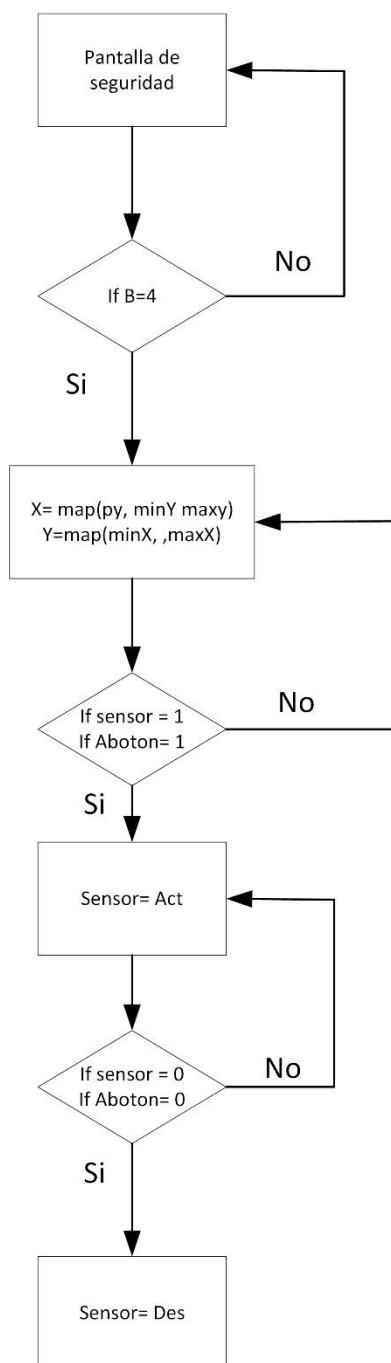 Pantalla de
seguridad
No
If B=4
Si
X= map(py, minY maxy)
Y=map(minX, ,maxX)
If sensor = 1
If Aboton= 1
No
Si
Sensor= Act
If sensor = 0
If Aboton= 0
No
Si
Sensor= Des